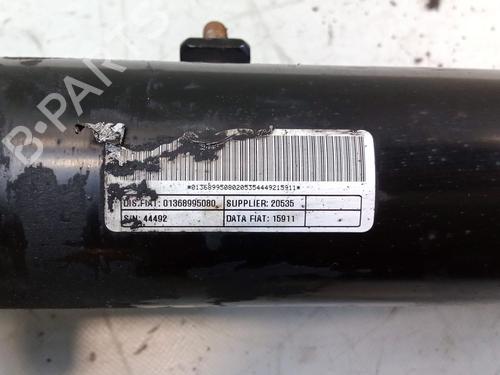 B-PARTS
*01368995080205354449215911*
DIS.FIAT: 01368995080 SUPPLIER: 20535
S/N: 44492 DATA FIAT: 15911